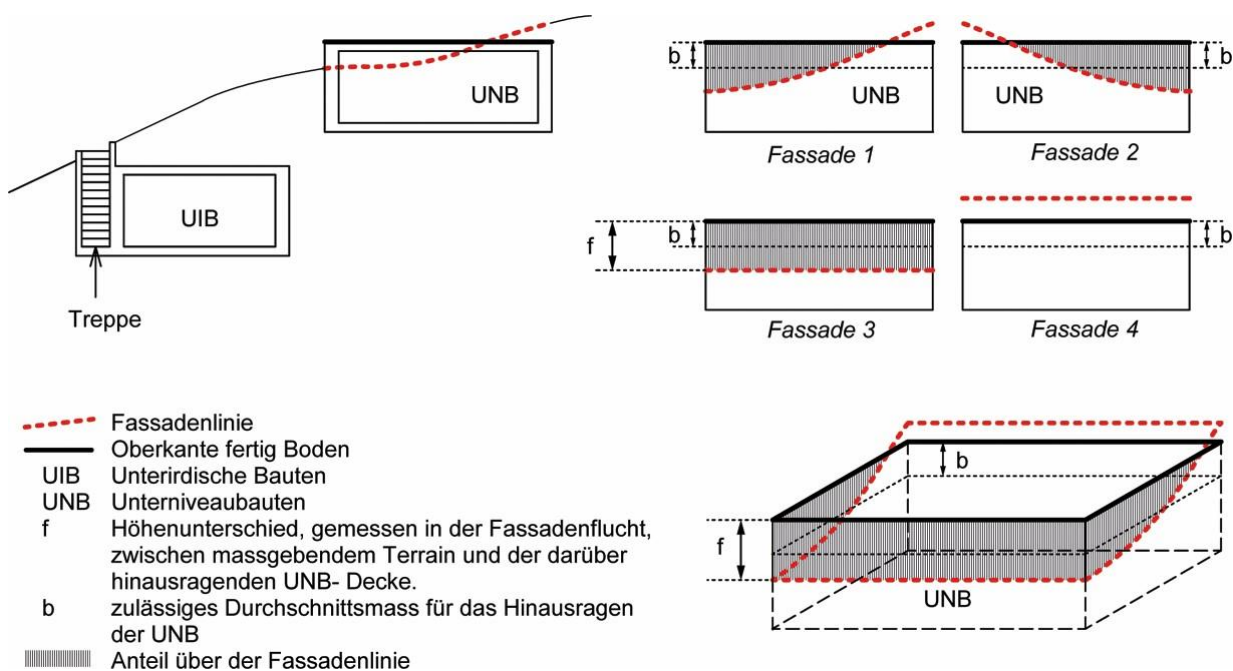 UNB
UIB
Treppe
b
UNB
Fassade 1
UNB
b
Fassade 2
f
b
Fassade 3
b
Fassade 4
Fassadenlinie
Oberkante fertig Boden
UIB Unterirdische Bauten
UNB Unterniveaubauten
f Höhenunterschied, gemessen in der Fassadenflucht,
zwischen massgebendem Terrain und der darüber
hinausragenden UNB- Decke.
b zulässiges Durchschnittsmass für das Hinausragen
der UNB
Anteil über der Fassadenlinie
b
f
UNB